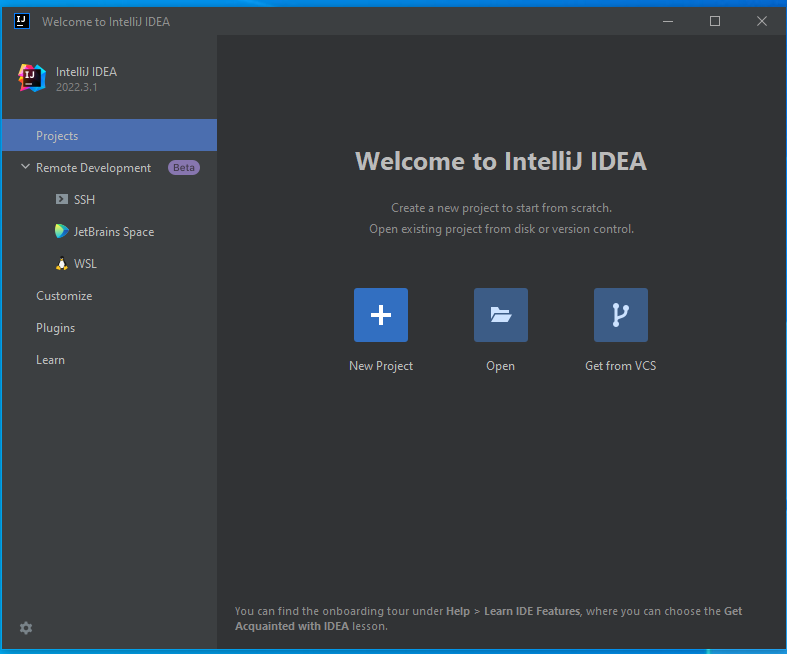 Welcome to IntelliJ IDEA
IntelliJ IDEA
2022.3.1
Projects
Remote Development Beta
SSH
JetBrains Space
WSL
Customize
Plugins
Learn
Welcome to IntelliJ IDEA
Create a new project to start from scratch.
Open existing project from disk or version control.
New Project
Open
Get from VCS
You can find the onboarding tour under Help > Learn IDE Features, where you can choose the Get
Acquainted with IDEA lesson.